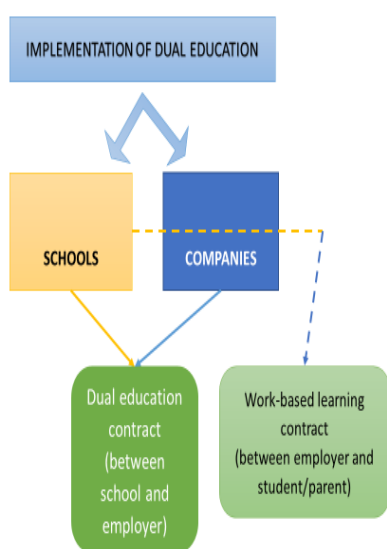 IMPLEMENTATION OF DUAL EDUCATION
SCHOOLS
COMPANIES
Dual education
contract
(between
school and
employer)
Work-based learning
contract
(between employer and
student/parent)